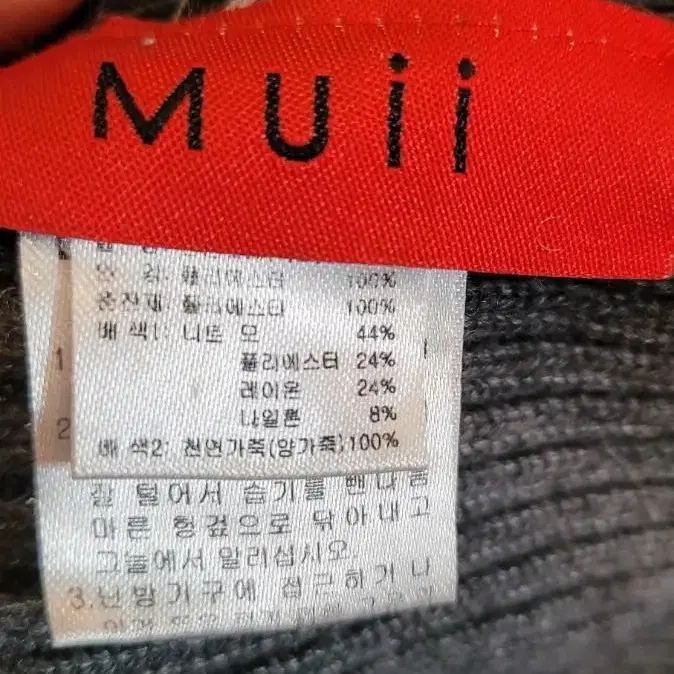 Muii
안 감: 폴리에스터 100%
충전재: 폴리에스터 100%
배 색1: 니트 모 44%
폴리에스터 24%
레이온 24%
나일론 8%
배 색2: 천연가죽(양가죽)100%
1.
2
잘 털어서 습기를 뺀 다음
마른 헝겊으로 닦아내고
그늘에서 말리십시오.
3.난방기구에 접근하거나